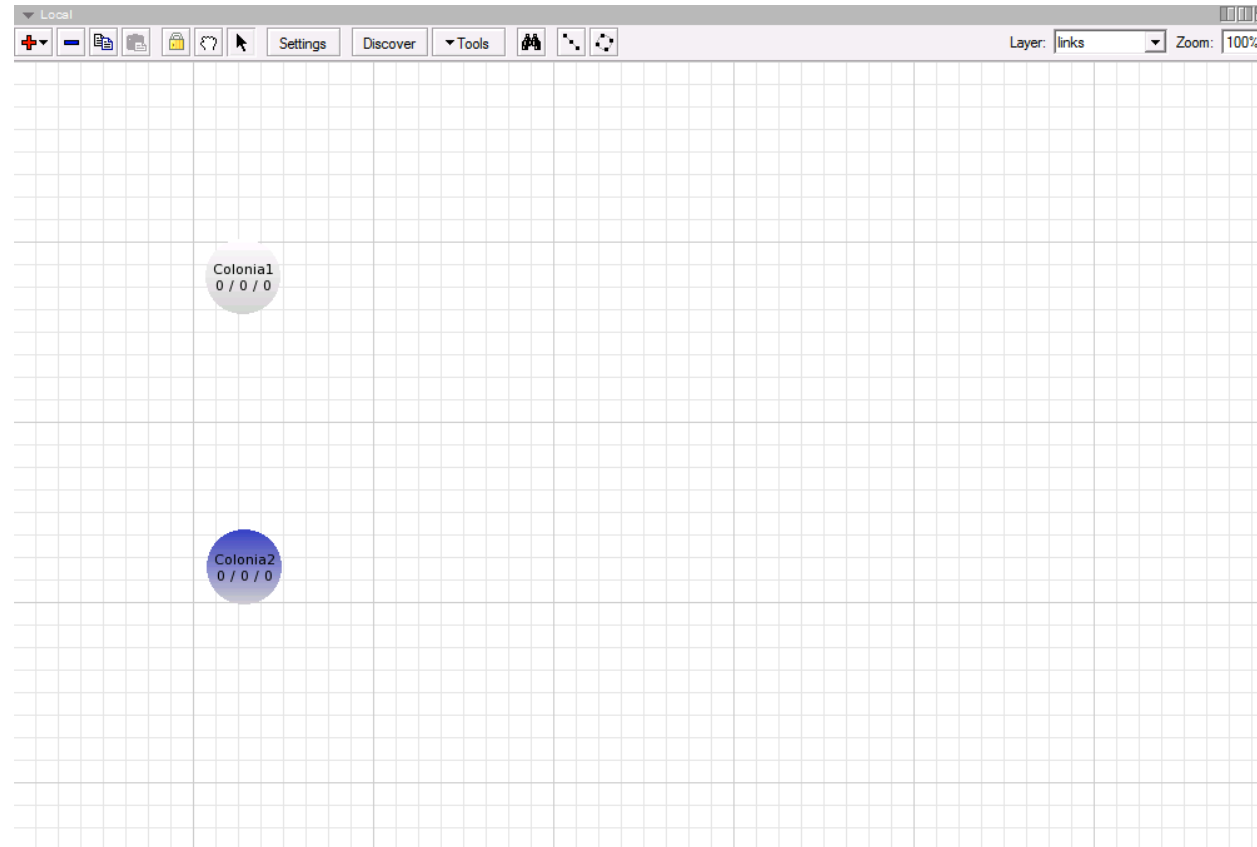 Local
Settings Discover Tools Layer: links Zoom: 100%
Colonia1
0 / 0 / 0
Colonia2
0 / 0 / 0